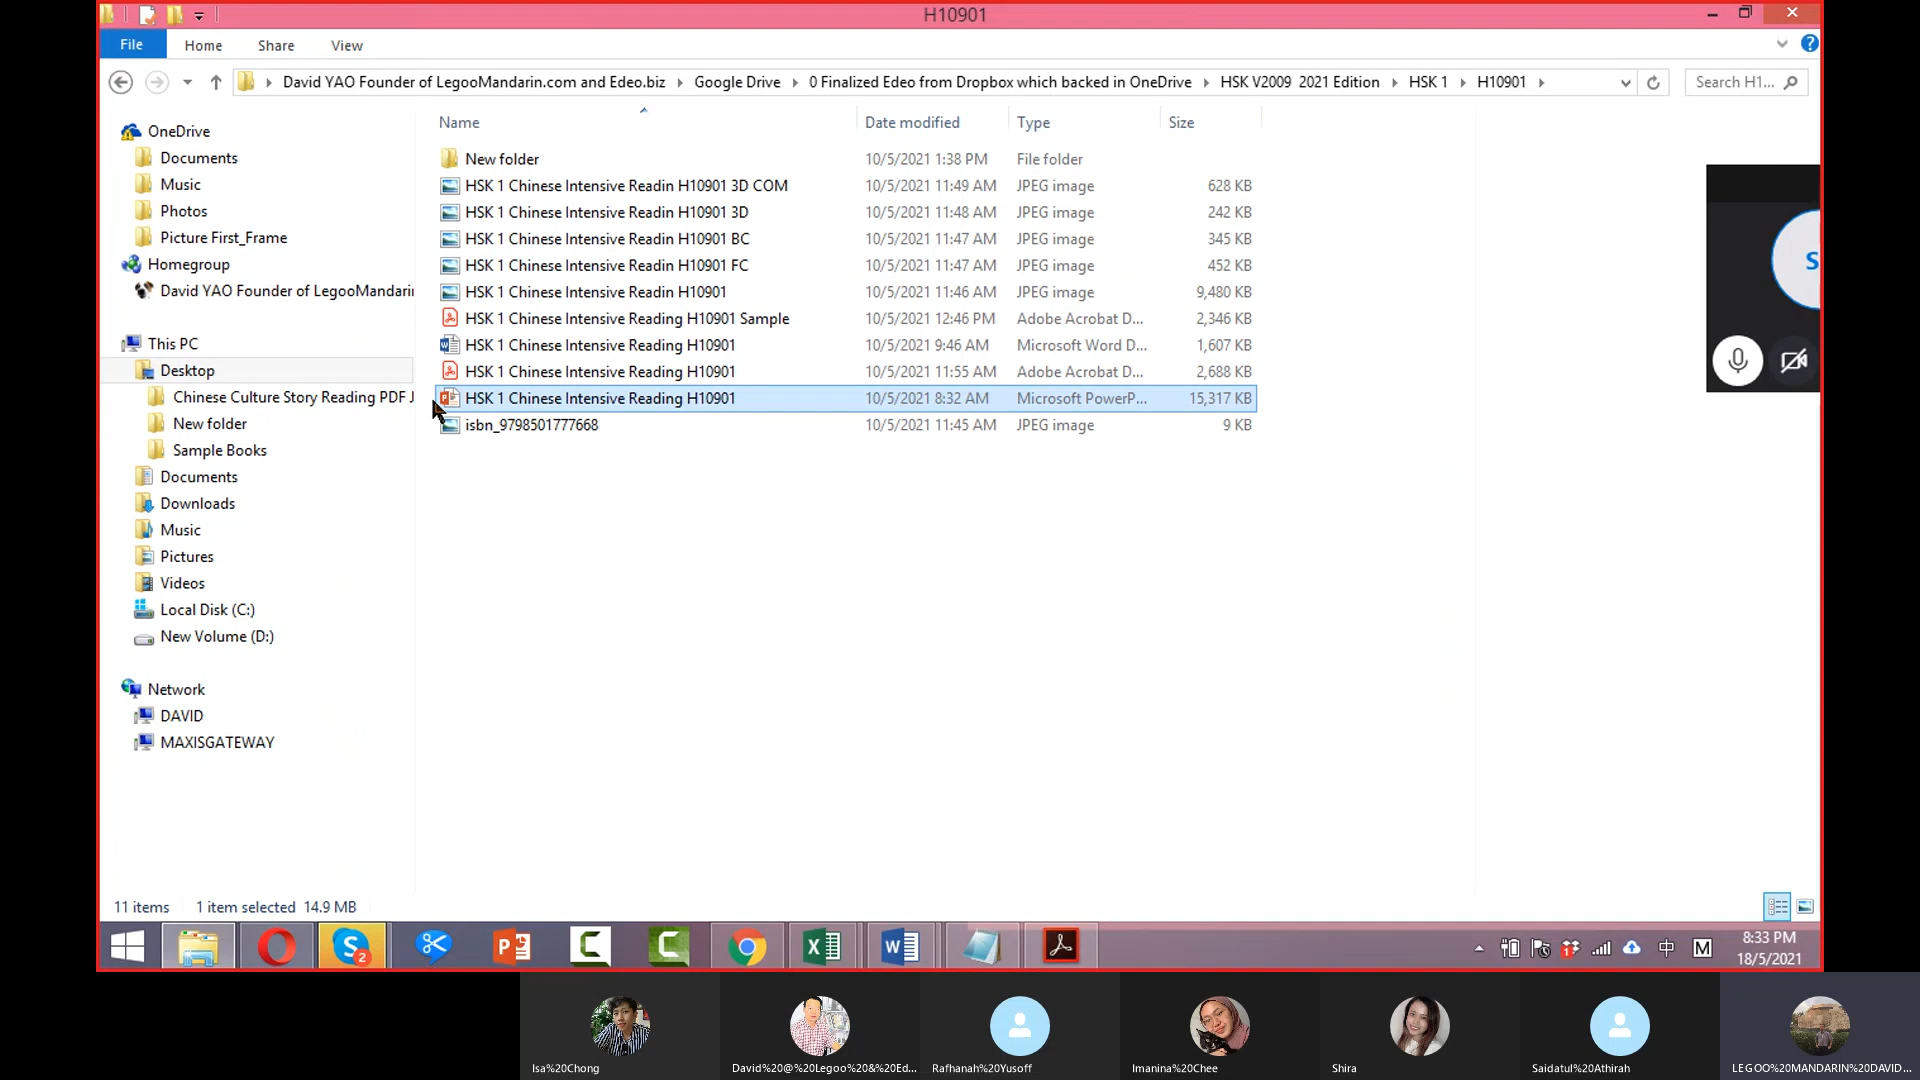 H10901
File Home Share View
David YAO Founder of LegooMandarin.com and Edeo.biz Google Drive 0 Finalized Edeo from Dropbox which backed in OneDrive HSK V2009 2021 Edition HSK 1 H10901 Search H1...
Name Date modified Type Size
OneDrive
Documents
Music
Photos
Picture First_Frame
Homegroup
David YAO Founder of LegooMandarin
This PC
Desktop
Chinese Culture Story Reading PDF J
New folder
Sample Books
Documents
Downloads
Music
Pictures
Videos
Local Disk (C:)
New Volume (D:)
Network
DAVID
MAXISGATEWAY
New folder 10/5/2021 1:38 PM File folder
HSK 1 Chinese Intensive Readin H10901 3D COM 10/5/2021 11:49 AM JPEG image 628 KB
HSK 1 Chinese Intensive Readin H10901 3D 10/5/2021 11:48 AM JPEG image 242 KB
HSK 1 Chinese Intensive Readin H10901 BC 10/5/2021 11:47 AM JPEG image 345 KB
HSK 1 Chinese Intensive Readin H10901 FC 10/5/2021 11:47 AM JPEG image 452 KB
HSK 1 Chinese Intensive Readin H10901 10/5/2021 11:46 AM JPEG image 9,480 KB
HSK 1 Chinese Intensive Reading H10901 Sample 10/5/2021 12:46 PM Adobe Acrobat D... 2,346 KB
HSK 1 Chinese Intensive Reading H10901 10/5/2021 9:46 AM Microsoft Word D... 1,607 KB
HSK 1 Chinese Intensive Reading H10901 10/5/2021 11:55 AM Adobe Acrobat D... 2,688 KB
HSK 1 Chinese Intensive Reading H10901 10/5/2021 8:32 AM Microsoft PowerP... 15,317 KB
isbn_9798501777668 10/5/2021 11:45 AM JPEG image 9 KB
S
11 items 1 item selected 14.9 MB
2
中 M
8:33 PM
18/5/2021
Isa%20Chong David%20@%20Legoo%20&%20Ed... Rafhanah%20Yusoff Imanina%20Chee Shira Saidatul%20Athirah LEGOO%20MANDARIN%20DAVID...